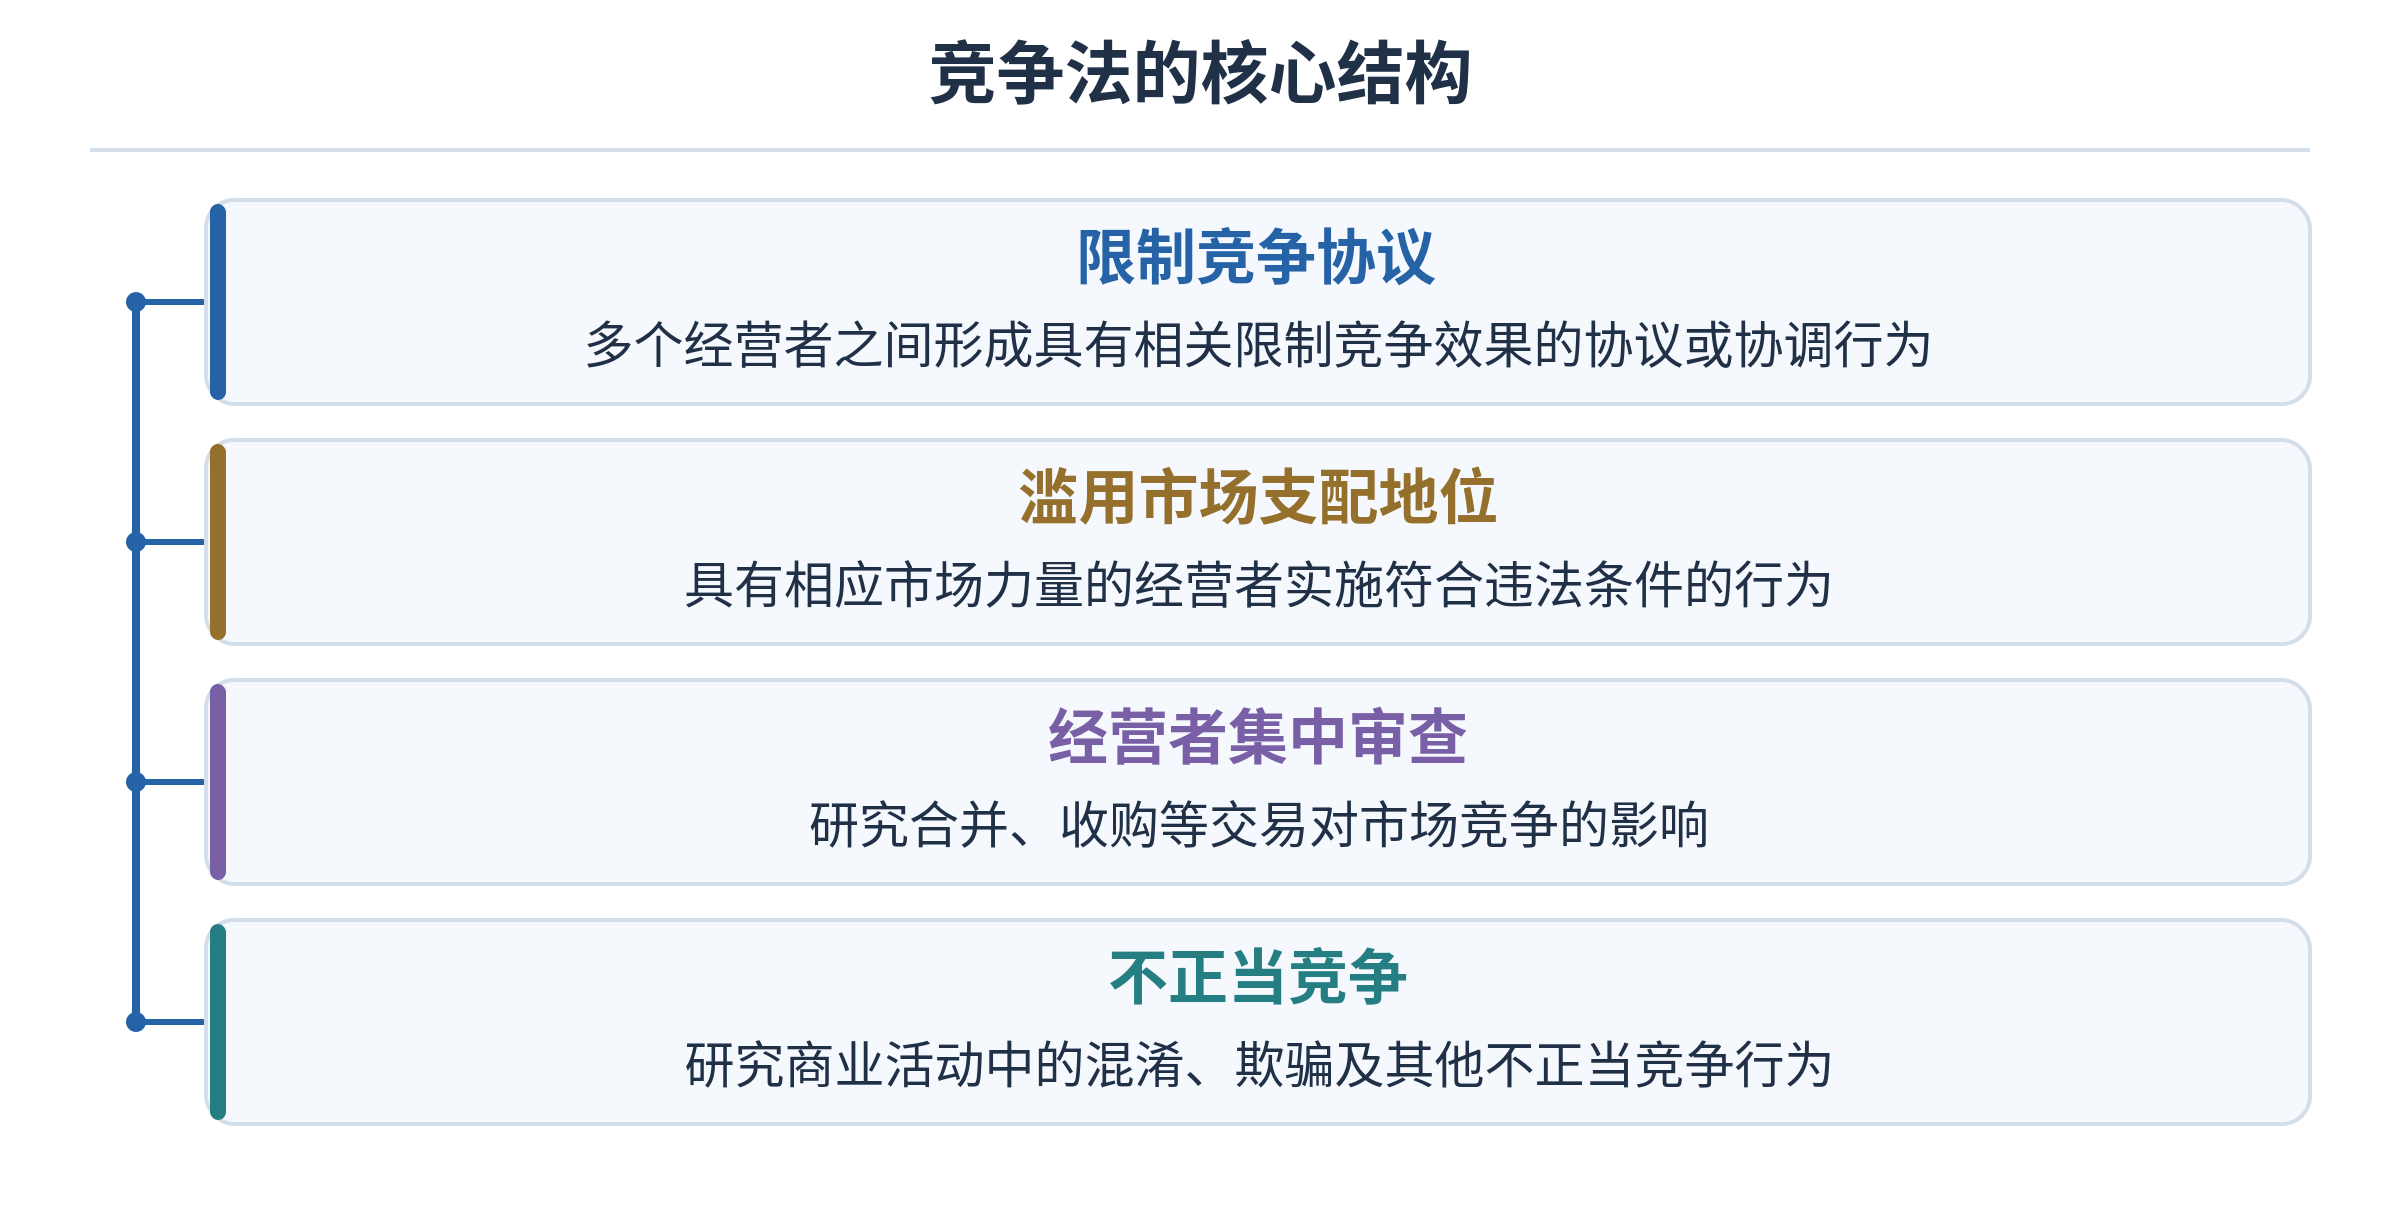 竞争法的核心结构
限制竞争协议
多个经营者之间形成具有相关限制竞争效果的协议或协调行为
滥用市场支配地位
具有相应市场力量的经营者实施符合违法条件的行为
经营者集中审查
研究合并、收购等交易对市场竞争的影响
不正当竞争
研究商业活动中的混淆、欺骗及其他不正当竞争行为